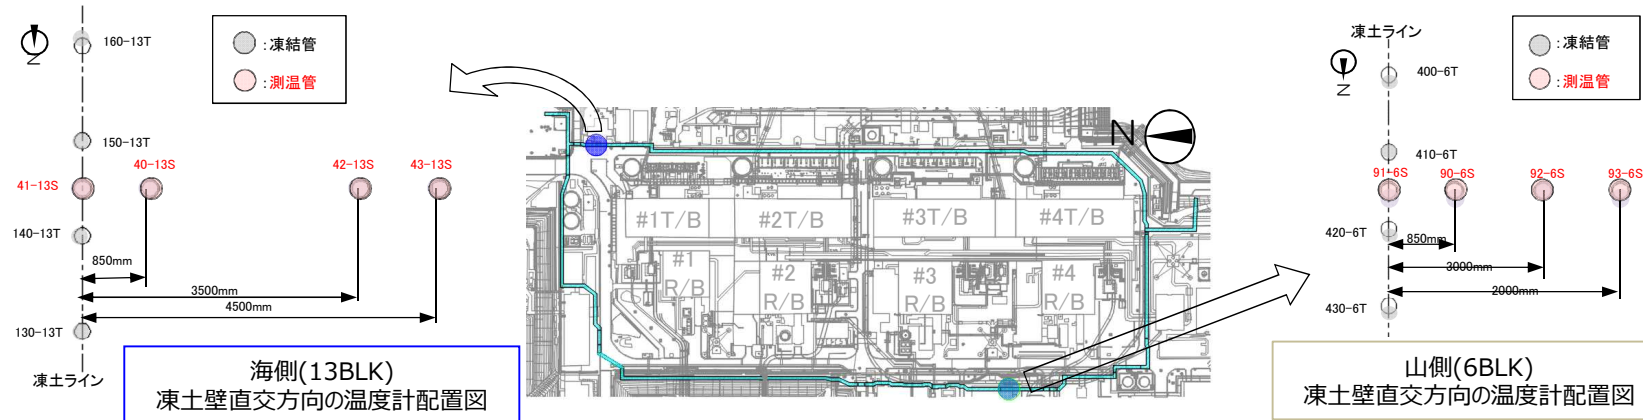 N
160-13T
:凍結管
:測温管
150-13T
41-13S
40-13S
42-13S
43-13S
140-13T
850mm
3500mm
4500mm
130-13T
凍土ライン
海側(13BLK)
凍土壁直交方向の温度計配置図
N
#1T/B
#2T/B
#3T/B
#4T/B
#1
R/B
#2
R/B
#3
R/B
#4
R/B
凍土ライン
N
400-6T
:凍結管
:測温管
410-6T
91-6S
90-6S
92-6S
93-6S
420-6T
850mm
3000mm
2000mm
430-6T
山側(6BLK)
凍土壁直交方向の温度計配置図